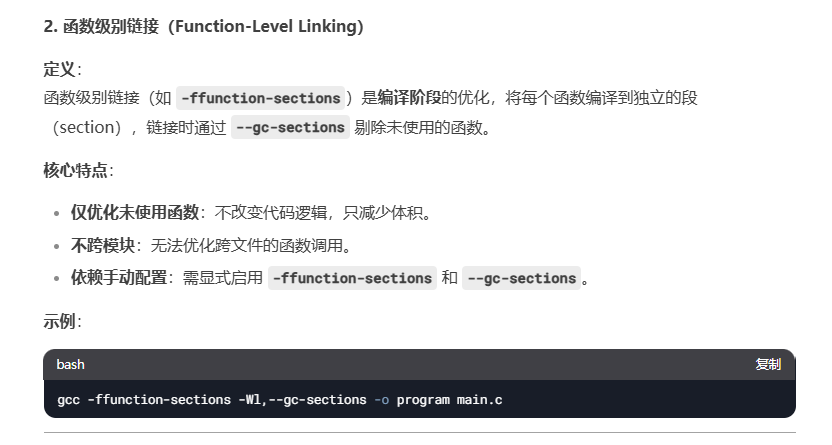 2. 函数级别链接（Function-Level Linking）
定义：
函数级别链接（如 -ffunction-sections）是编译阶段的优化，将每个函数编译到独立的段
（section），链接时通过 --gc-sections 剔除未使用的函数。
核心特点：
• 仅优化未使用函数：不改变代码逻辑，只减少体积。
• 不跨模块：无法优化跨文件的函数调用。
• 依赖手动配置：需显式启用 -ffunction-sections 和 --gc-sections。
示例：
bash 复制
gcc -ffunction-sections -Wl,--gc-sections -o program main.c